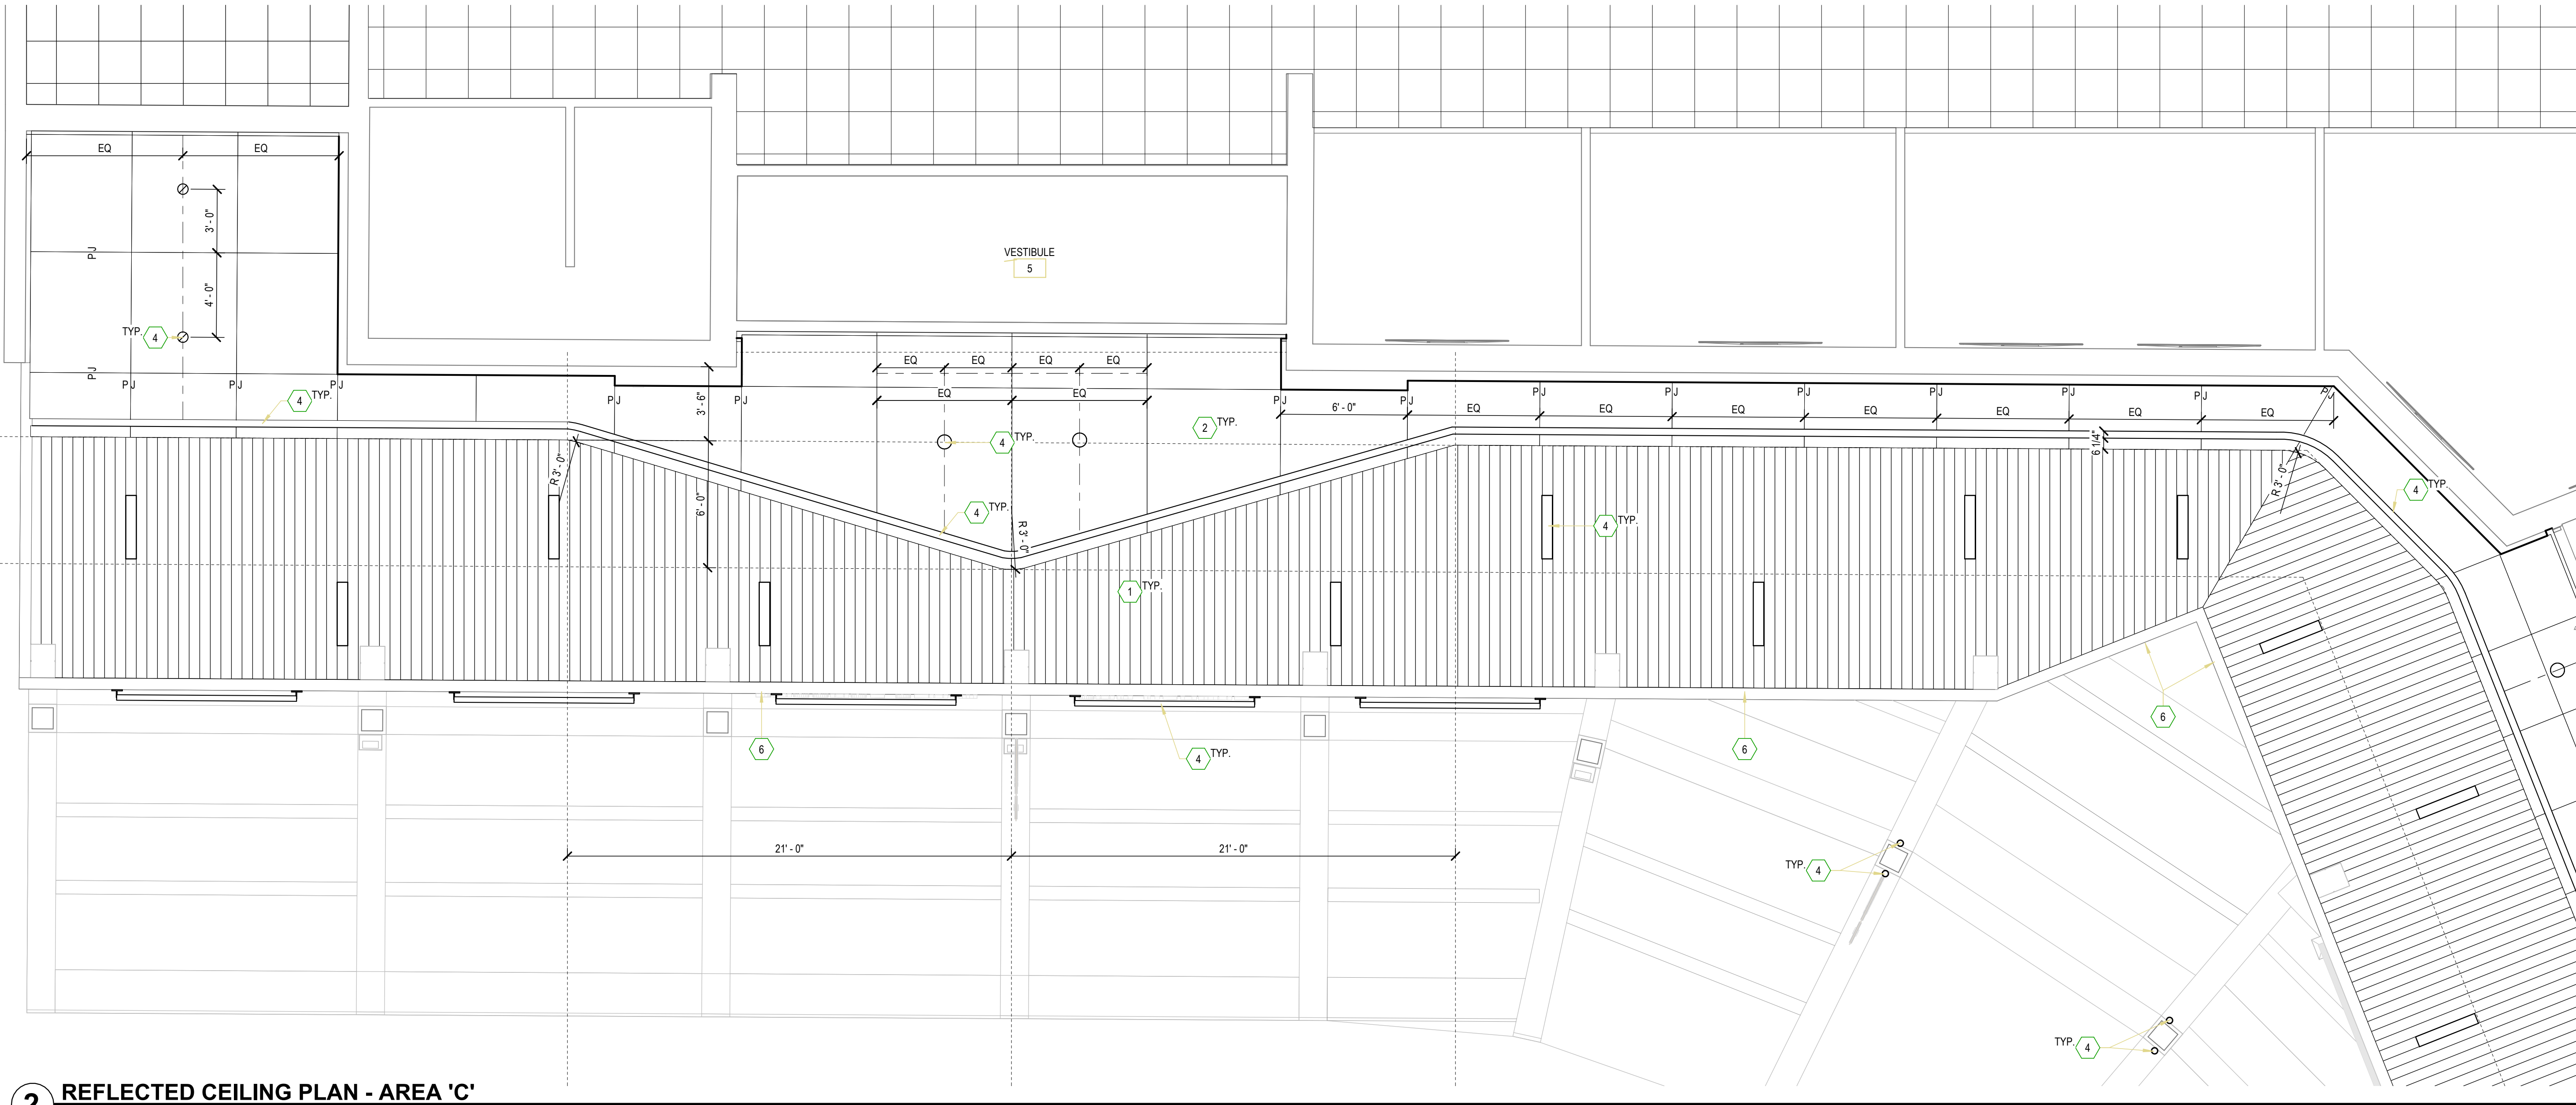 EQ
EQ
3' - 0"
4' - 0"
PJ
PJ
TYP.
4
PJ
PJ
PJ
4
TYP.
VESTIBULE
5
EQ
EQ
EQ
EQ
EQ
EQ
PJ
PJ
3' - 6"
6' - 0"
R 3' - 0"
4
TYP.
4
TYP.
R 3' - 0"
2
TYP.
PJ
PJ
6' - 0"
EQ
EQ
EQ
EQ
EQ
EQ
EQ
PJ
PJ
PJ
PJ
PJ
PJ
PJ
6 1/4"
R 3' - 0"
4
TYP.
4
TYP.
1
TYP.
6
4
TYP.
6
6
21' - 0"
21' - 0"
TYP.
4
TYP.
4
2
REFLECTED CEILING PLAN - AREA 'C'